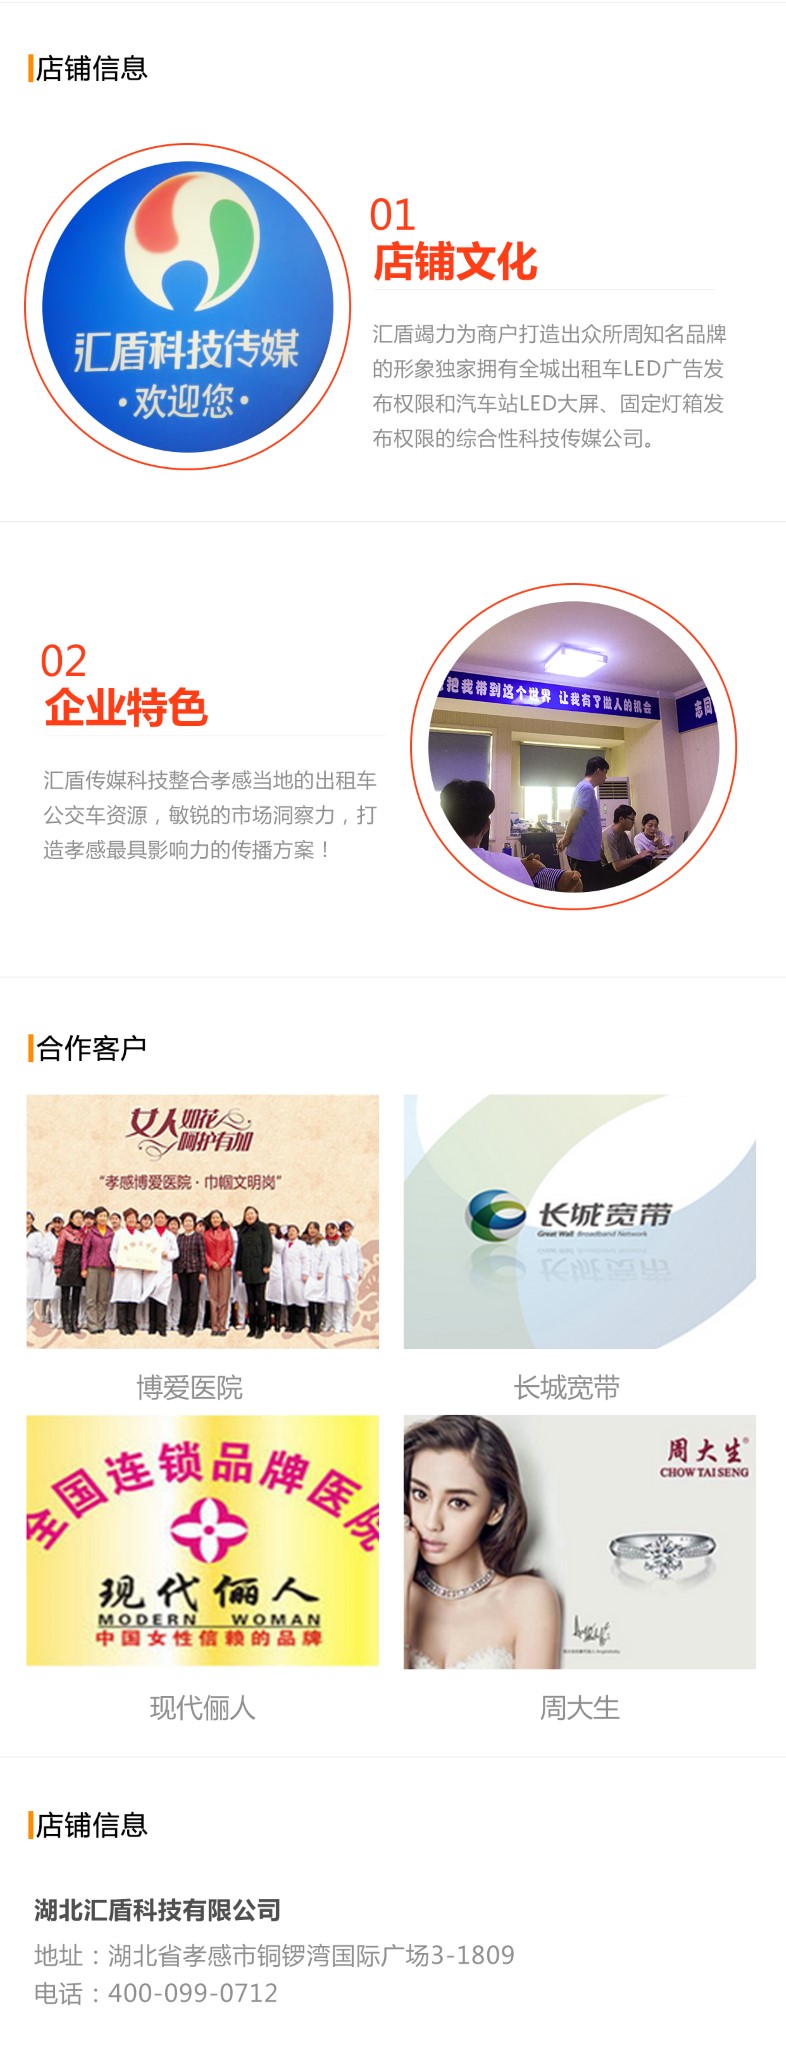 店铺信息
汇盾科技传媒
·欢迎您·
01
店铺文化
汇盾竭力为商户打造出众所周知名品牌
的形象独家拥有全城出租车LED广告发
布权限和汽车站LED大屏、固定灯箱发
布权限的综合性科技传媒公司。
02
企业特色
汇盾传媒科技整合孝感当地的出租车
公交车资源，敏锐的市场洞察力，打
造孝感最具影响力的传播方案！
把我带到这个世界 让我有了做人的机会
志同
合作客户
女人如花
呵护有加
“孝感博爱医院·巾帼文明岗”
长城宽带
Great Wall Broadband Network
博爱医院
长城宽带
全国连锁品牌医院
现代俪人
MODERN WOMAN
中国女性信赖的品牌
周大生®
CHOW TAI SENG
现代俪人
周大生
店铺信息
湖北汇盾科技有限公司
地址：湖北省孝感市铜锣湾国际广场3-1809
电话：400-099-0712